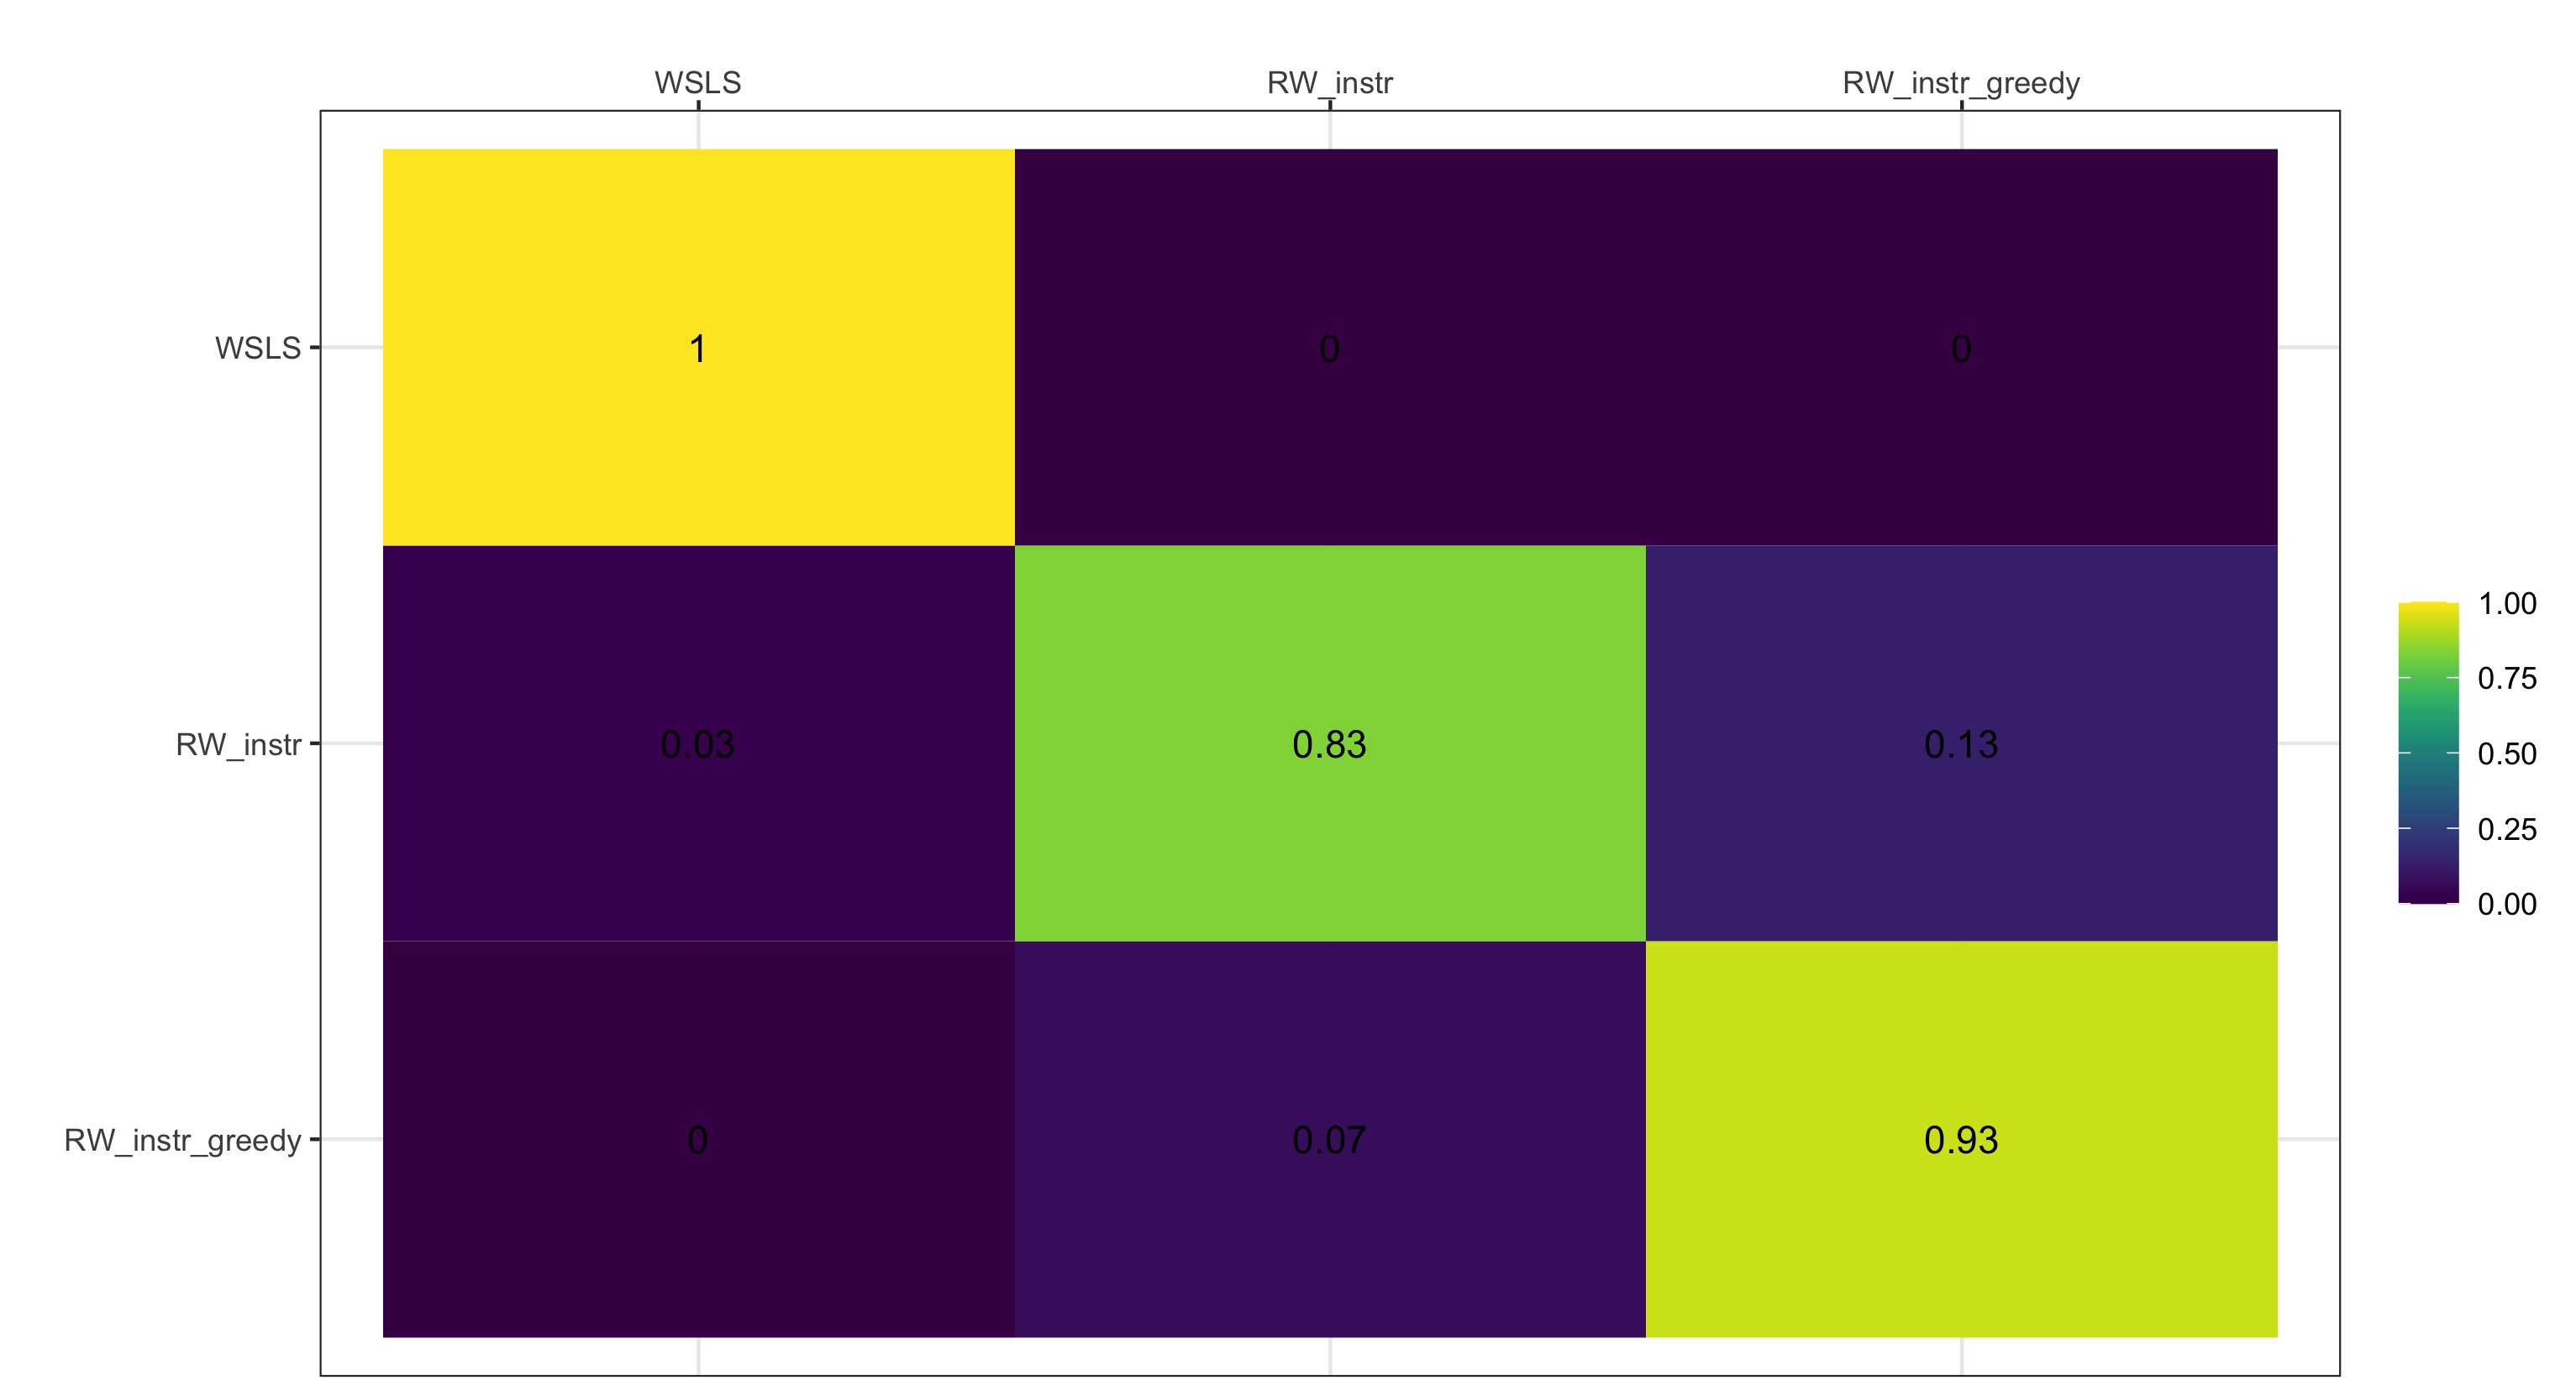 WSLS RW_instr RW_instr_greedy
WSLS 1 0 0
RW_instr 0.03 0.83 0.13
RW_instr_greedy 0 0.07 0.93
1.00
0.75
0.50
0.25
0.00